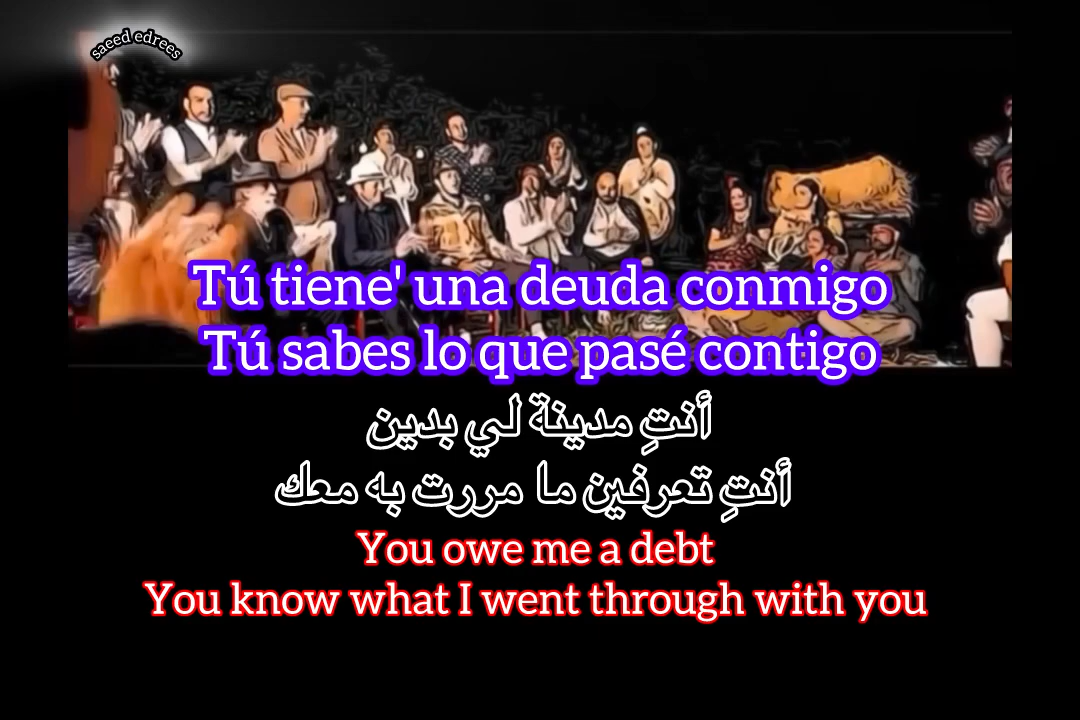 saeed edrees
Tú tiene' una deuda conmigo
Tú sabes lo que pasé contigo
أنتِ مدينة لي بدين
أنتِ تعرفين ما مررت به معك
You owe me a debt
You know what I went through with you